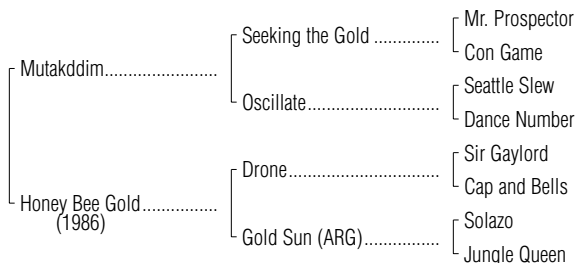 Mr. Prospector
Seeking the Gold ..............
Con Game
Mutakddim........................
Seattle Slew
Oscillate............................
Dance Number
Sir Gaylord
Drone................................
Cap and Bells
Honey Bee Gold................
(1986)
Solazo
Gold Sun (ARG)................
Jungle Queen